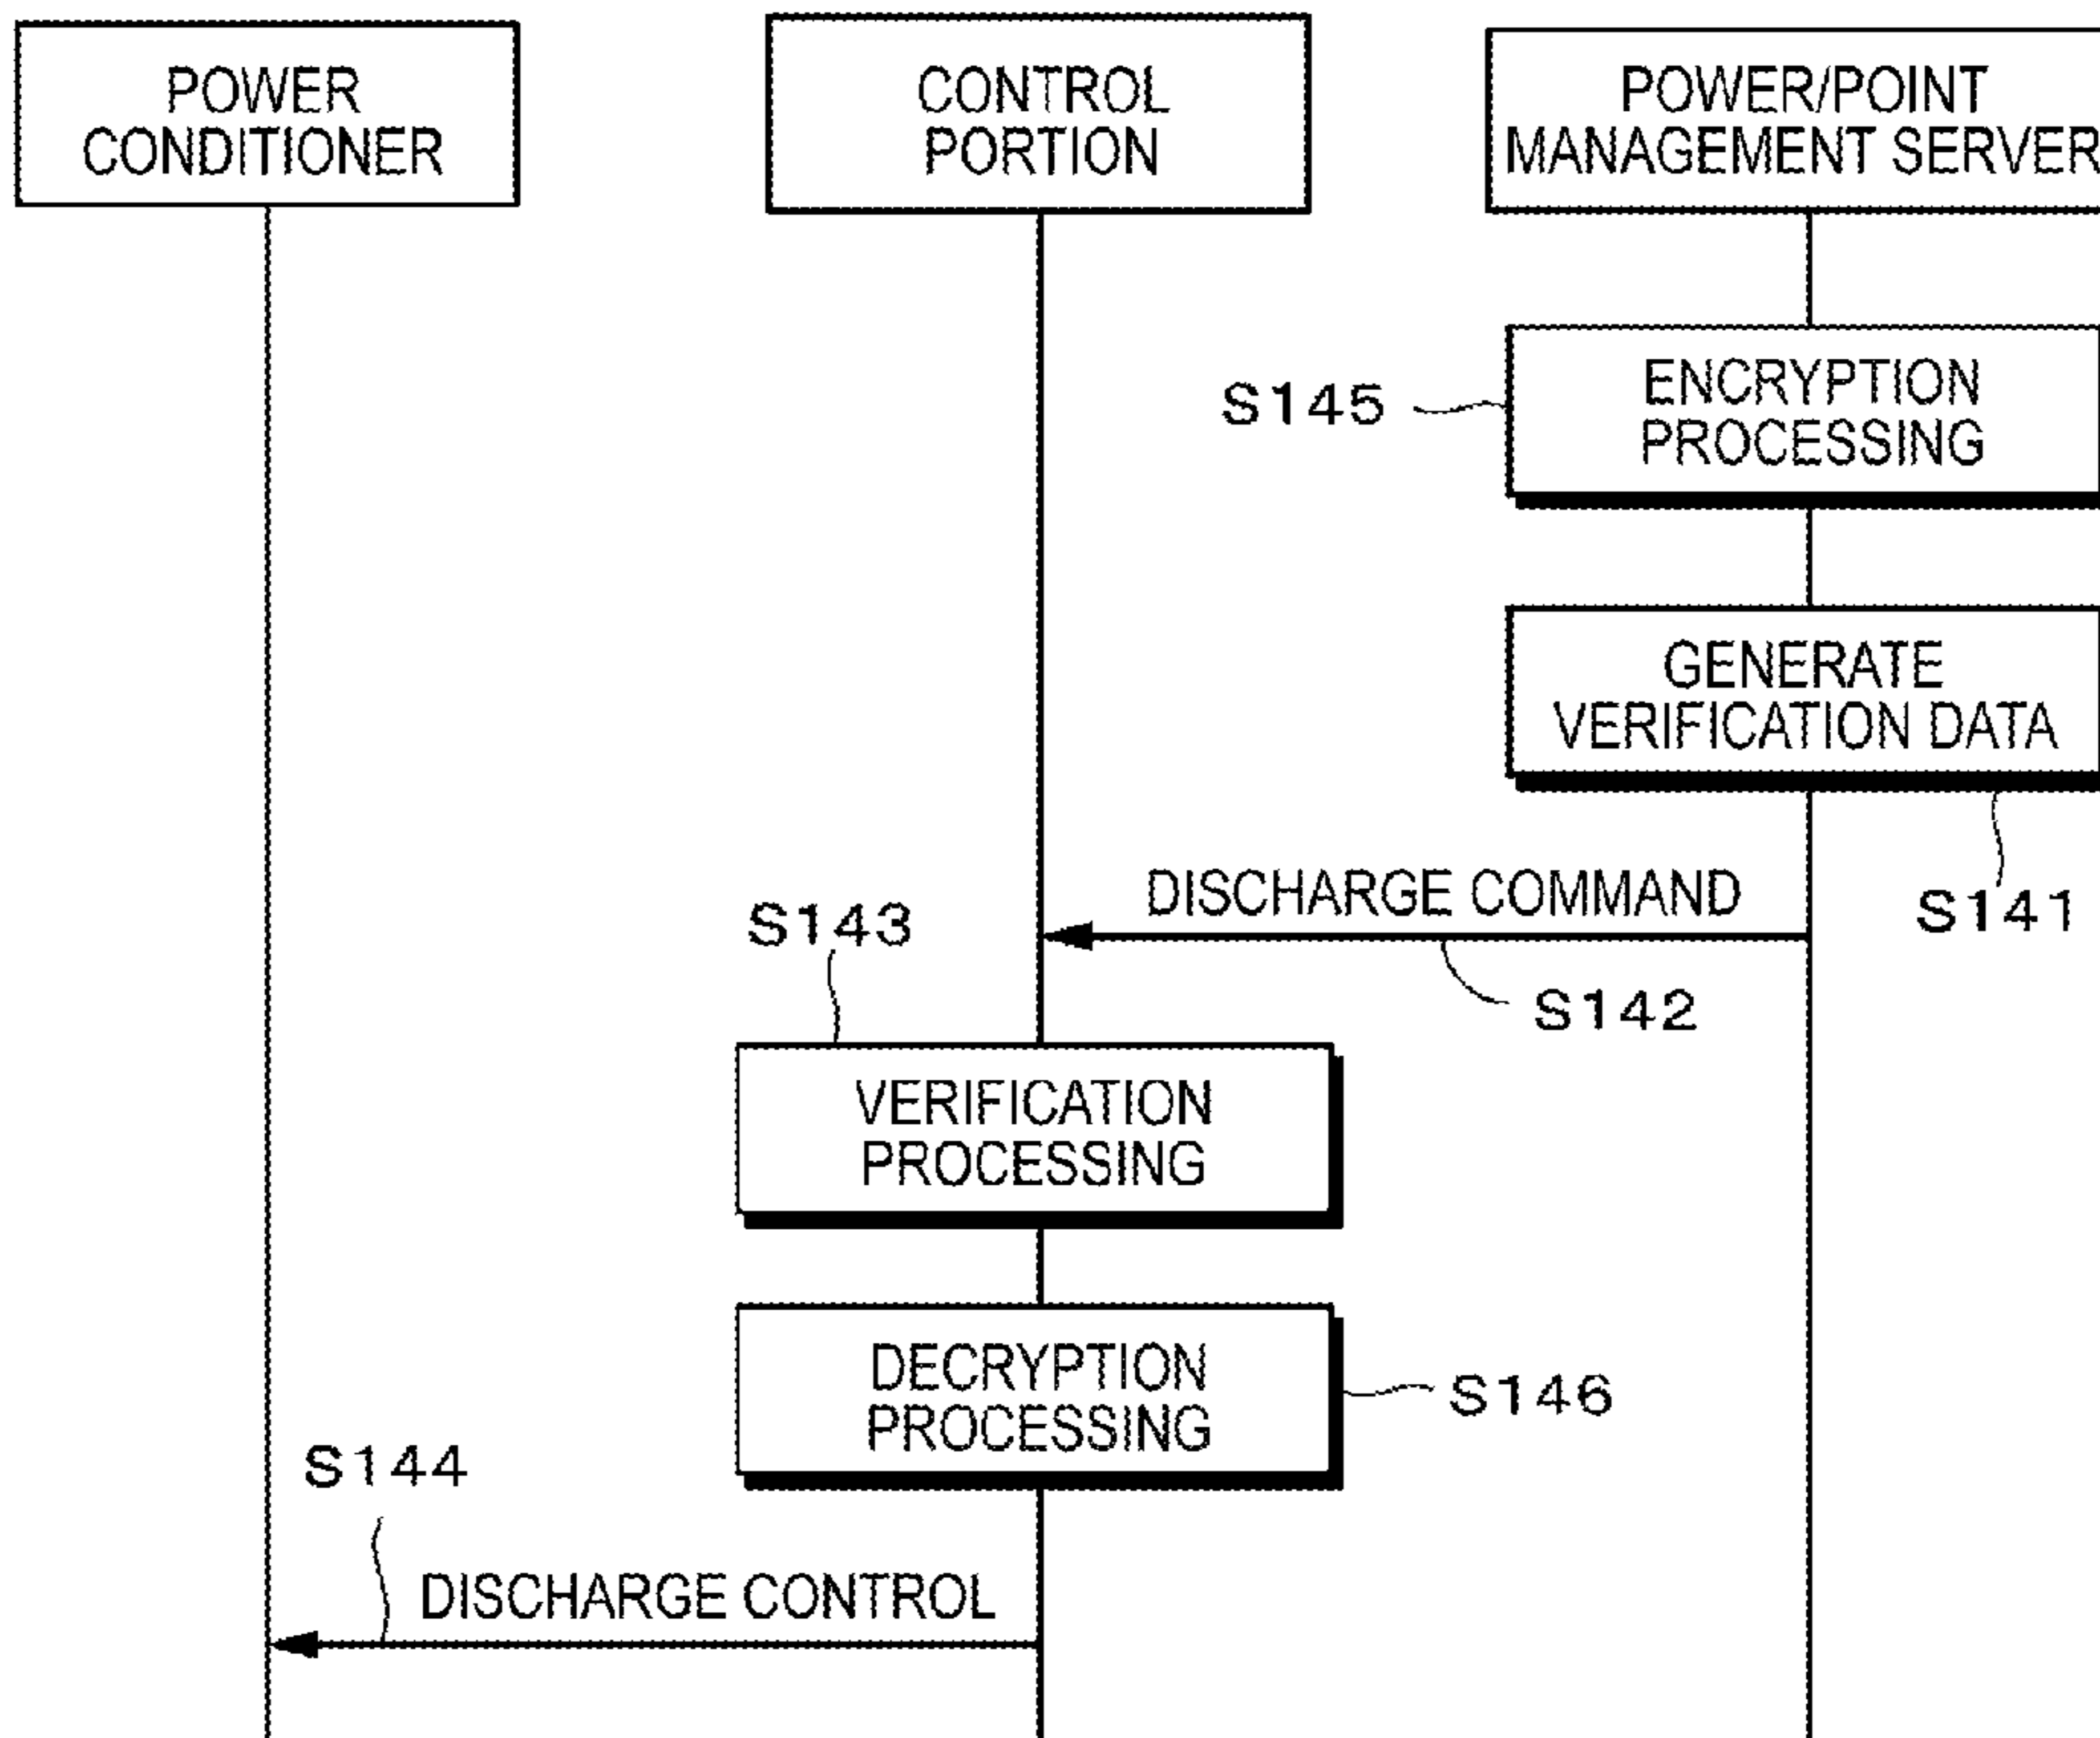 POWER
CONDITIONER
CONTROL
PORTION
POWER/POINT
MANAGEMENT SERVER
S145
ENCRYPTION
PROCESSING
GENERATE
VERIFICATION DATA
S141
DISCHARGE COMMAND
S142
S143
VERIFICATION
PROCESSING
DECRYPTION
PROCESSING
S146
S144
DISCHARGE CONTROL